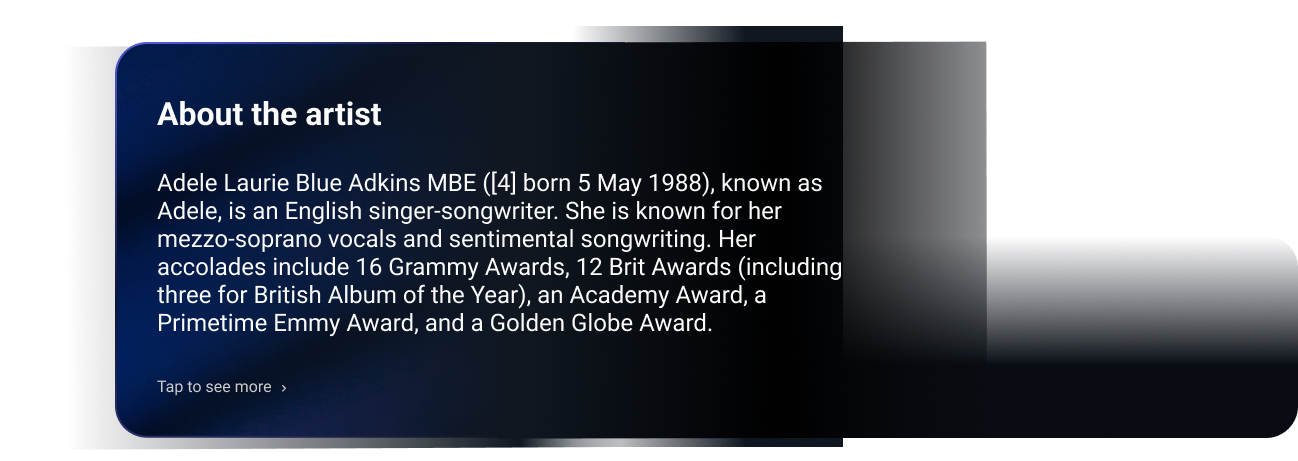 About the artist
Adele Laurie Blue Adkins MBE ([4] born 5 May 1988), known as
Adele, is an English singer-songwriter. She is known for her
mezzo-soprano vocals and sentimental songwriting. Her
accolades include 16 Grammy Awards, 12 Brit Awards (including
three for British Album of the Year), an Academy Award, a
Primetime Emmy Award, and a Golden Globe Award.
Tap to see more ›